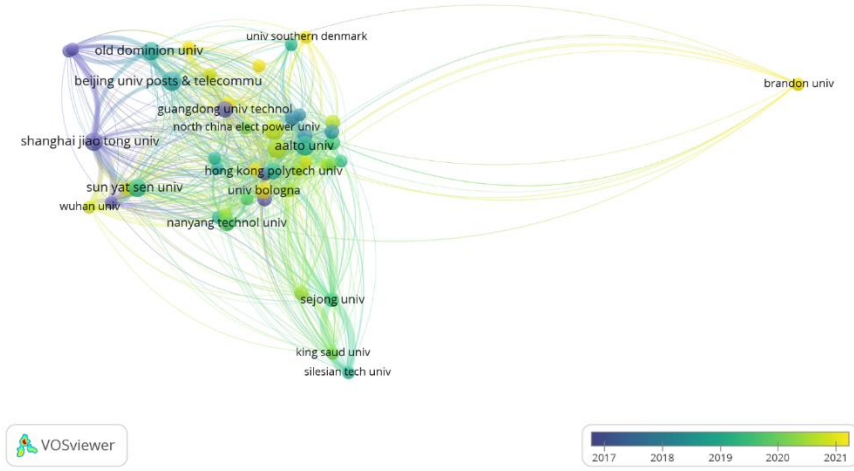 univ southern denmark
old dominion univ
beijing univ posts & telecommu
brandon univ
guangdong univ technol
north china elect power univ
shanghai jiao tong univ
aalto univ
hong kong polytech univ
sun yat sen univ
univ bologna
wuhan univ
nanyang technol univ
sejong univ
king saud univ
silesian tech univ
VOSviewer
2017 2018 2019 2020 2021